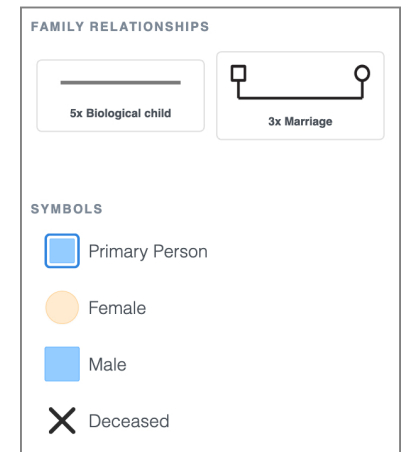 FAMILY RELATIONSHIPS
5x Biological child
3x Marriage
SYMBOLS
Primary Person
Female
Male
Deceased